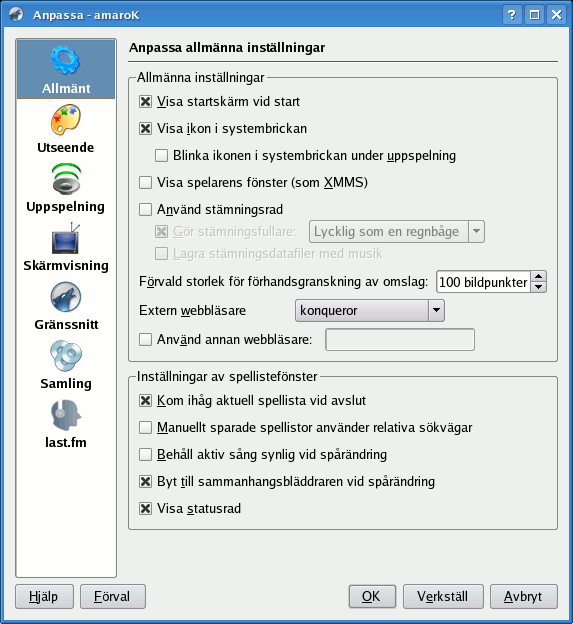 Anpassa - amaroK
Allmänt
Utseende
Uppspelning
Skärmvisning
Gränssnitt
Samling
last.fm
Anpassa allmänna inställningar
Allmänna inställningar
Visa startskärm vid start
Visa ikon i systembrickan
Blinka ikonen i systembrickan under uppspelning
Visa spelarens fönster (som XMMS)
Använd stämningsrad
Gör stämningsfullare: Lycklig som en regnbåge
Lagra stämningsdatafiler med musik
Förvald storlek för förhandsgranskning av omslag: 100 bildpunkter
Extern webbläsare konqueror
Använd annan webbläsare:
Inställningar av spellistefönster
Kom ihåg aktuell spellista vid avslut
Manuellt sparade spellistor använder relativa sökvägar
Behåll aktiv sång synlig vid spårändring
Byt till sammanhangsbläddraren vid spårändring
Visa statusrad
Hjälp Förval OK Verkställ Avbryt